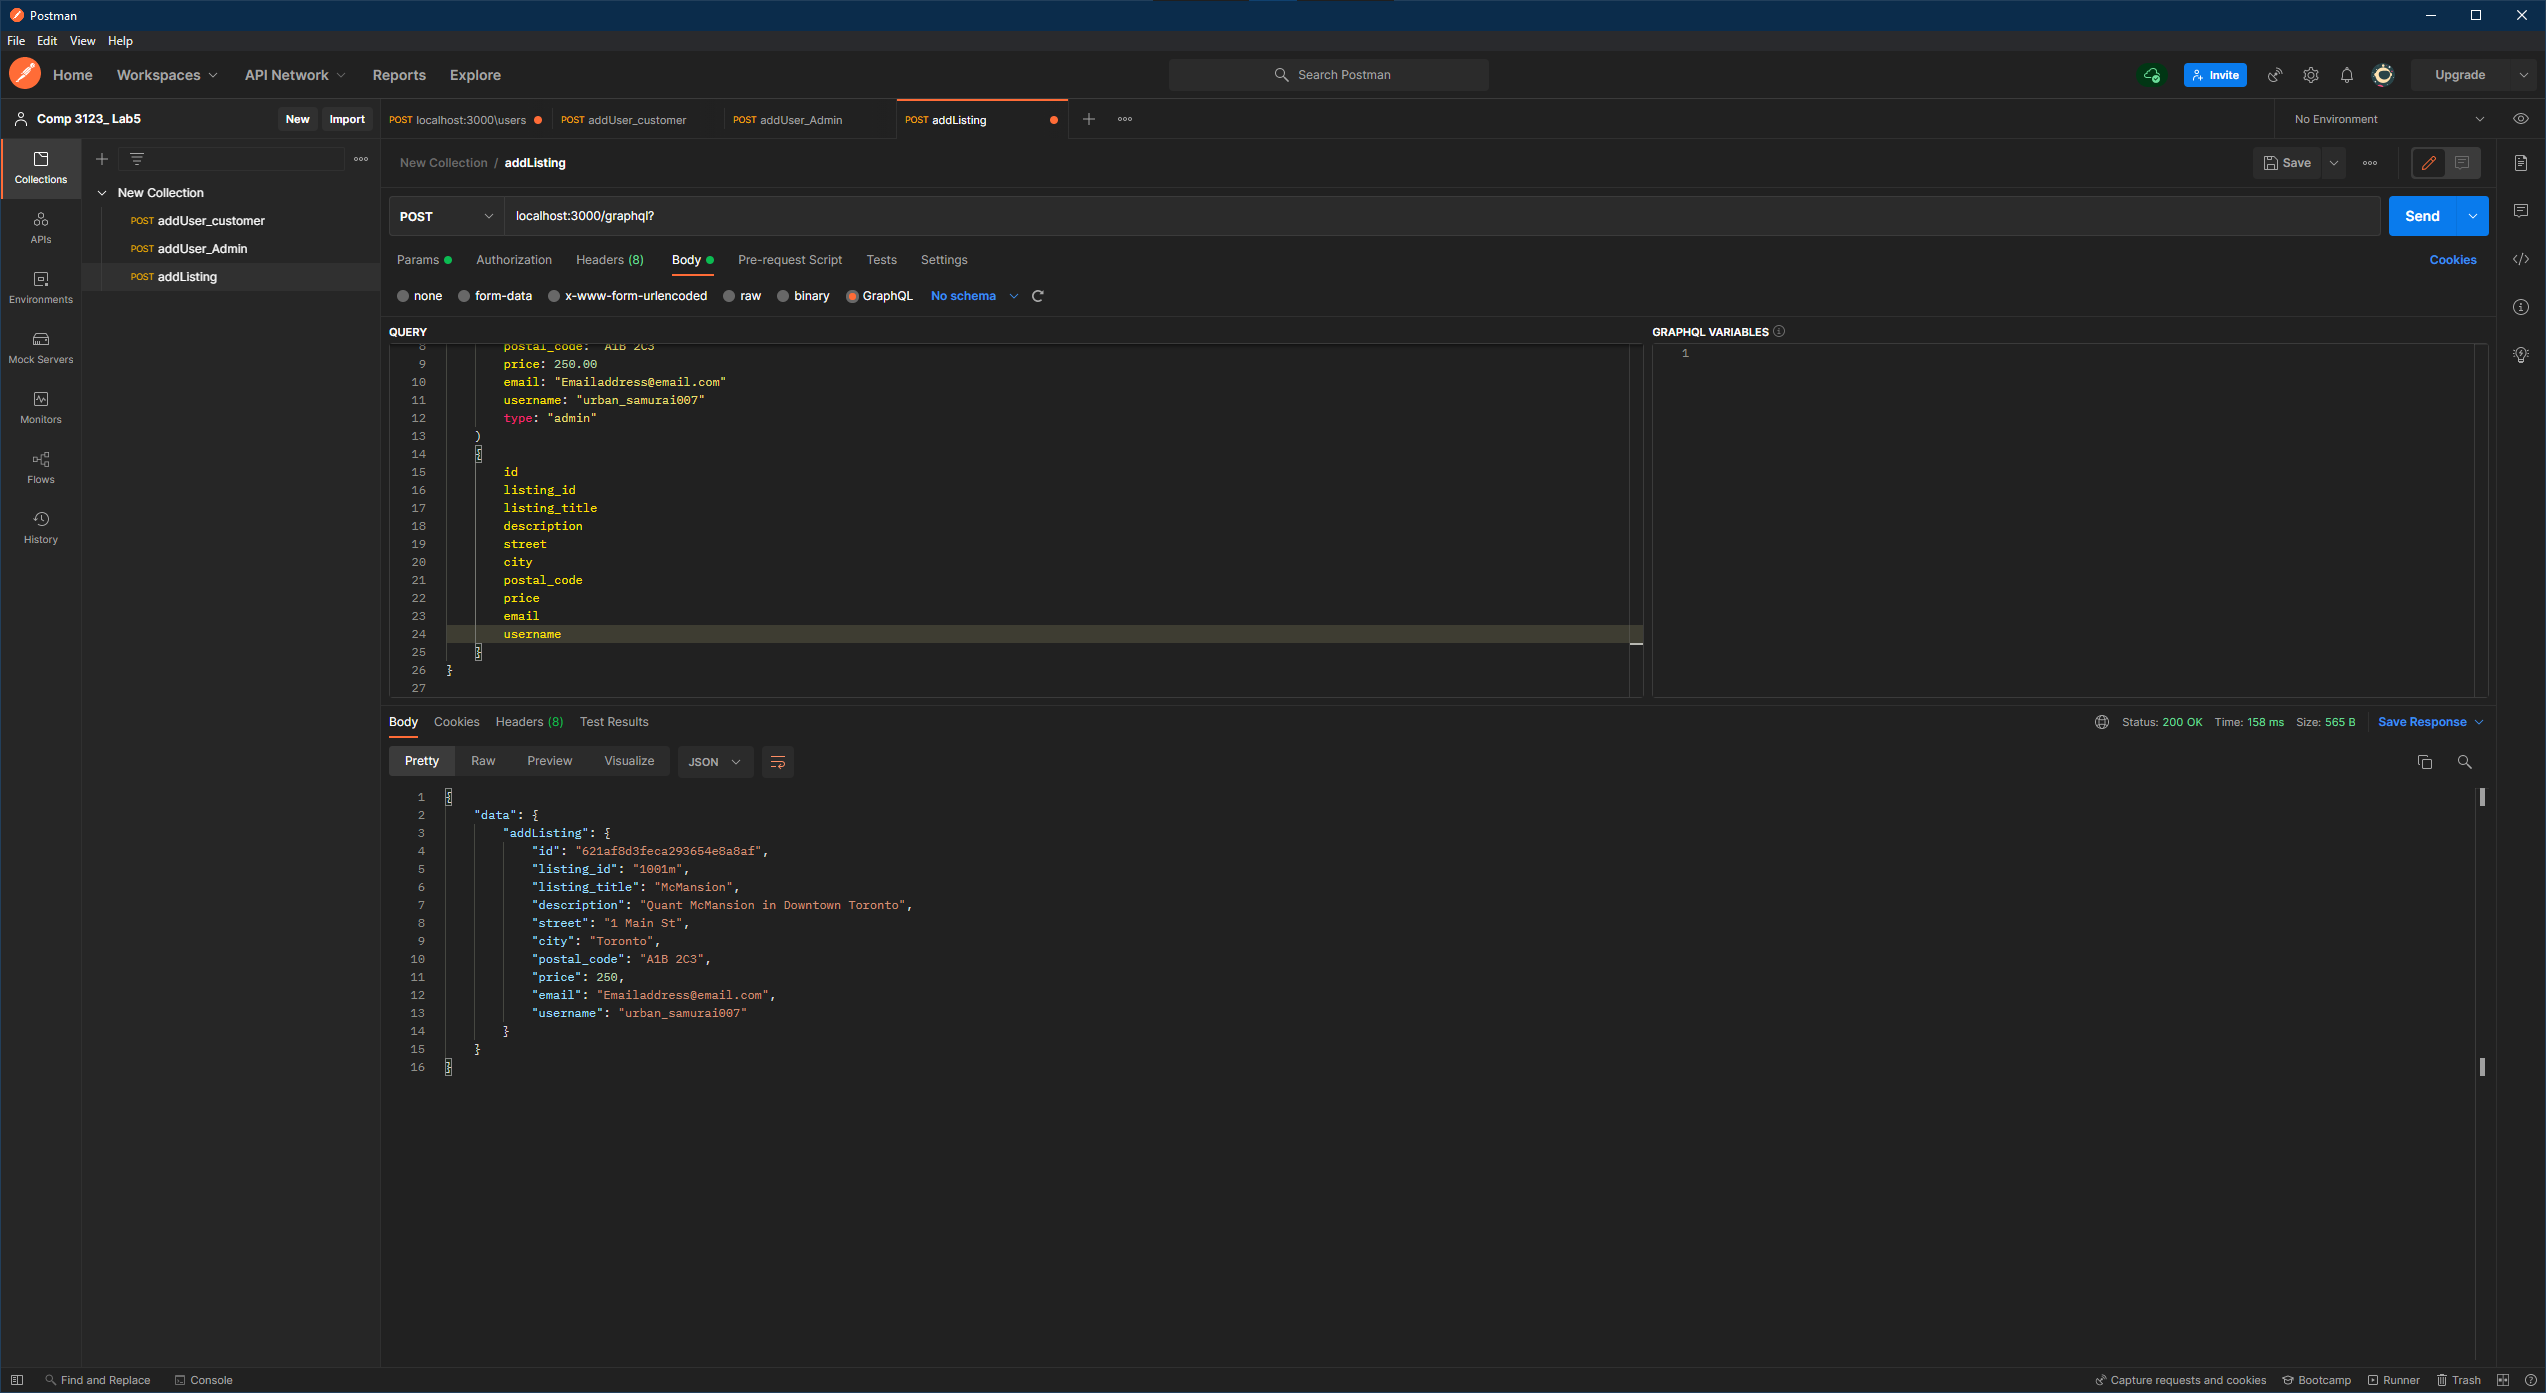 Postman
File Edit View Help
Home Workspaces API Network Reports Explore Search Postman Invite Upgrade
Comp 3123_ Lab5 New Import
POST localhost:3000\users POST addUser_customer POST addUser_Admin POST addListing No Environment
Collections
APIs
Environments
Mock Servers
Monitors
Flows
History
New Collection
POST addUser_customer
POST addUser_Admin
POST addListing
New Collection / addListing Save
POST localhost:3000/graphql? Send
Params Authorization Headers (8) Body Pre-request Script Tests Settings Cookies
none form-data x-www-form-urlencoded raw binary GraphQL No schema
QUERY
8 postal_code: "A1B 2C3"
9 price: 250.00
10 email: "Emailaddress@email.com"
11 username: "urban_samurai007"
12 type: "admin"
13 )
14 {
15 id
16 listing_id
17 listing_title
18 description
19 street
20 city
21 postal_code
22 price
23 email
24 username
25 }
26 }
27
GRAPHQL VARIABLES
1
Body Cookies Headers (8) Test Results Status: 200 OK Time: 158 ms Size: 565 B Save Response
Pretty Raw Preview Visualize JSON
1 {
2 "data": {
3 "addListing": {
4 "id": "621af8d3feca293654e8a8af",
5 "listing_id": "1001m",
6 "listing_title": "McMansion",
7 "description": "Quant McMansion in Downtown Toronto",
8 "street": "1 Main St",
9 "city": "Toronto",
10 "postal_code": "A1B 2C3",
11 "price": 250,
12 "email": "Emailaddress@email.com",
13 "username": "urban_samurai007"
14 }
15 }
16 }
Find and Replace Console Capture requests and cookies Bootcamp Runner Trash